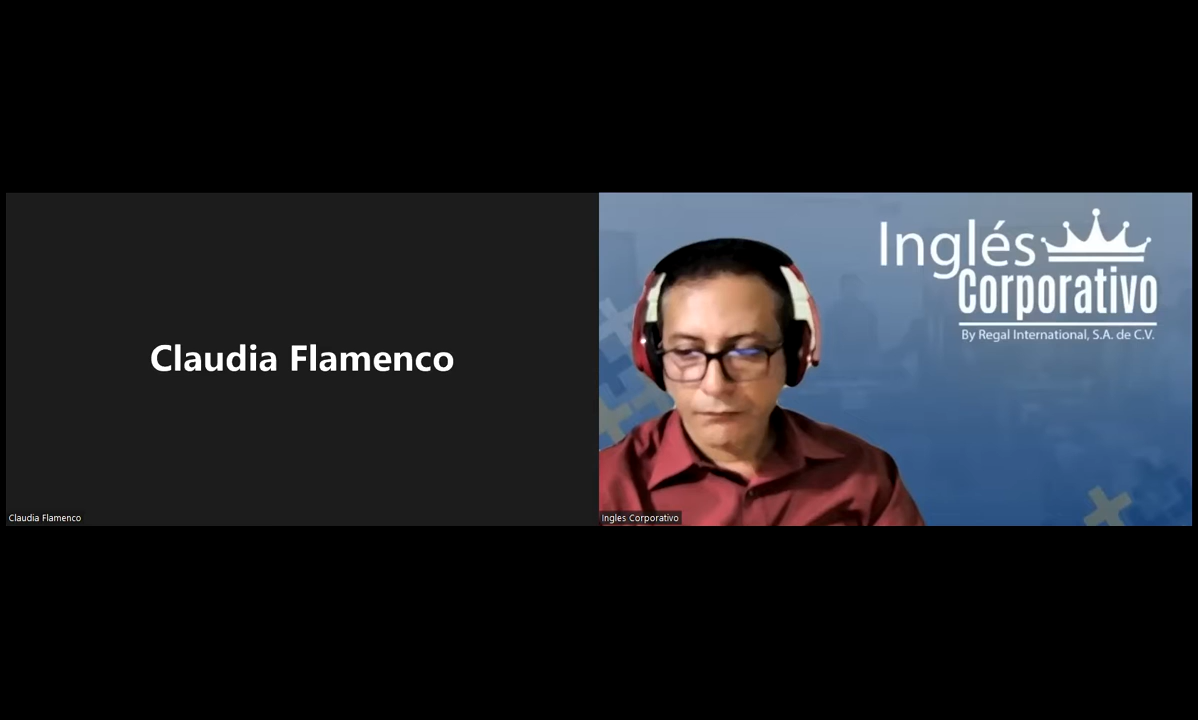 Claudia Flamenco
Claudia Flamenco
Inglés
Corporativo
By Regal International, S.A. de C.V.
Ingles Corporativo